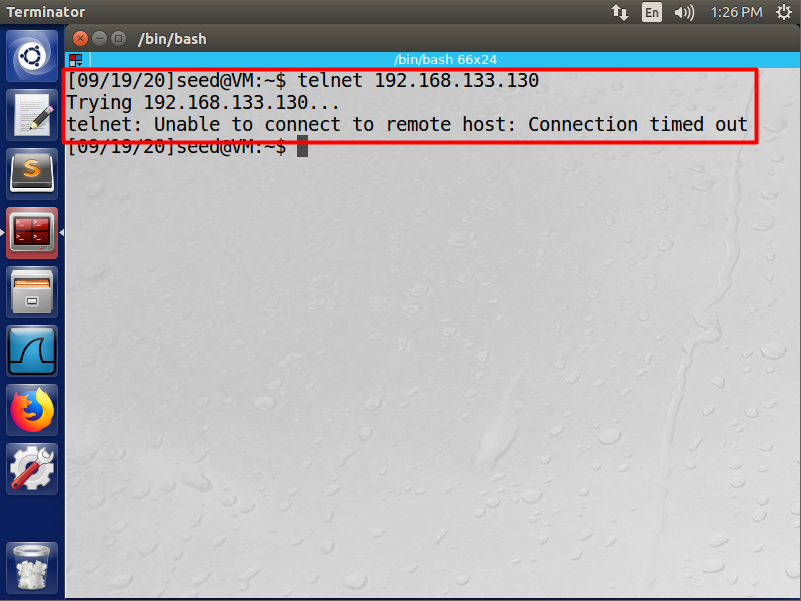 Terminator
En
1:26 PM
/bin/bash
/bin/bash 66x24
[09/19/20]seed@VM:~$ telnet 192.168.133.130
Trying 192.168.133.130...
telnet: Unable to connect to remote host: Connection timed out
[09/19/20]seed@VM:~$